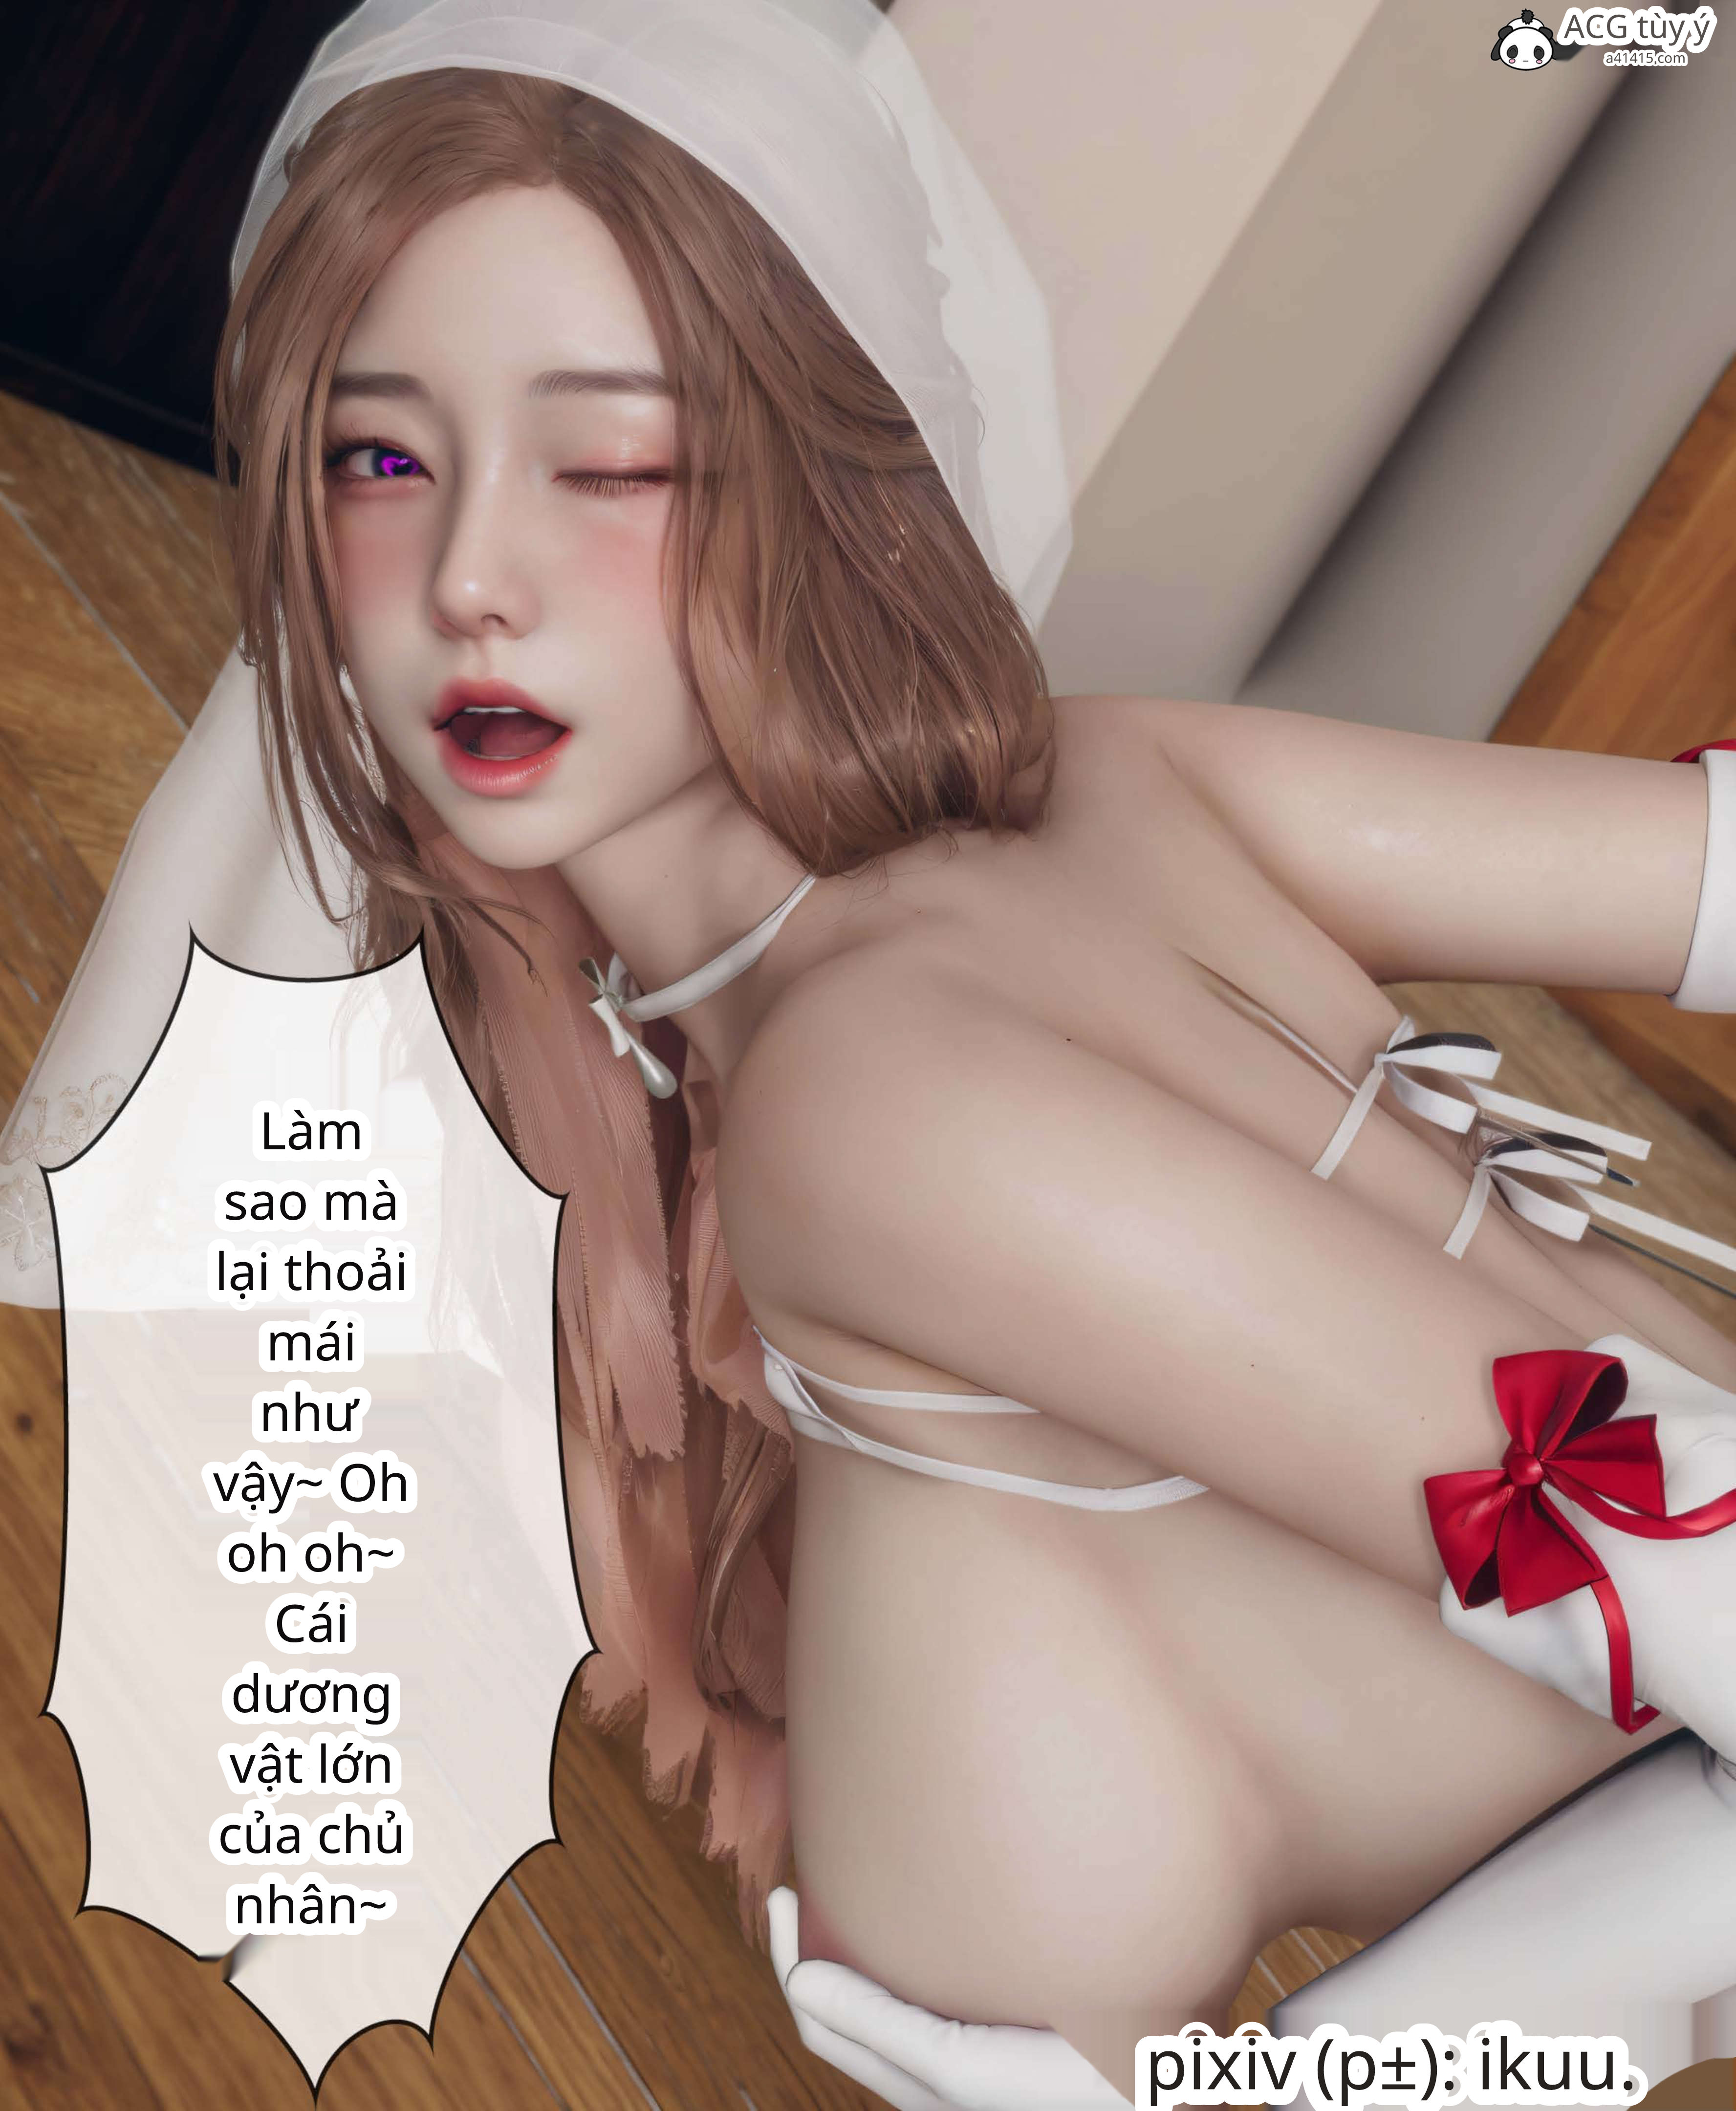 ACG tùy ý
a41415.com
Làm
sao mà
lại thoải
mái
như
vậy~ Oh
oh oh~
Cái
dương
vật lớn
của chủ
nhân~
pixiv (p±): ikuu.